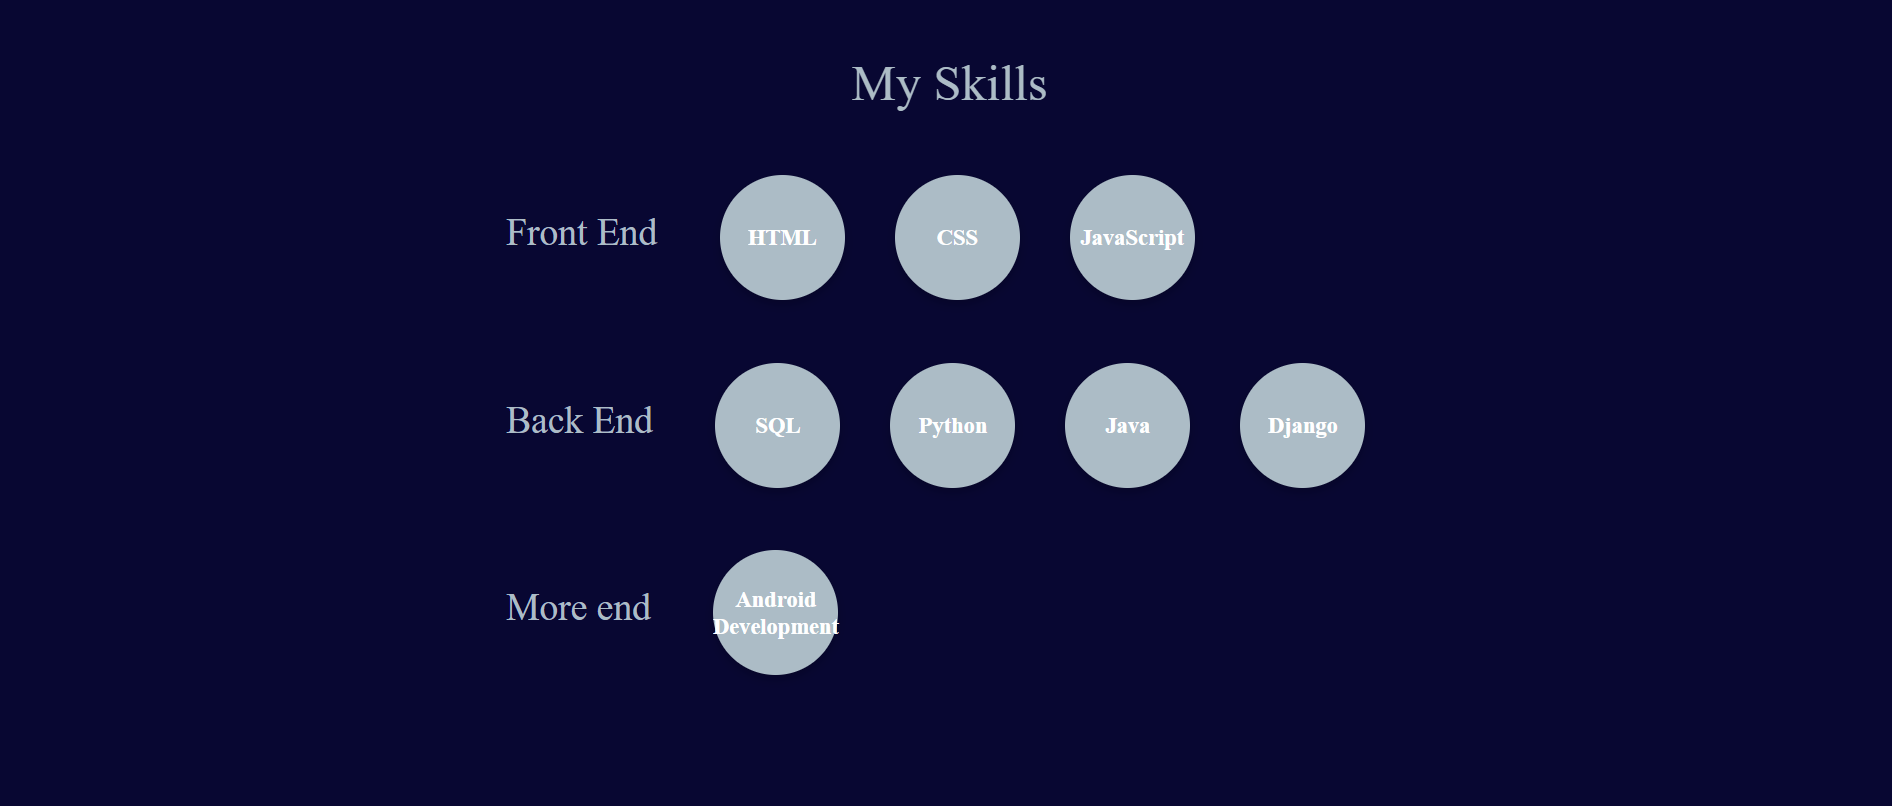 My Skills
Front End
HTML
CSS
JavaScript
Back End
SQL
Python
Java
Django
More end
Android
Development